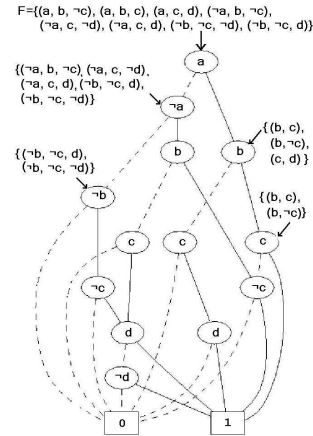 F={(a, b, ¬c), (a, b, c), (a, c, d), (¬a, b, ¬c),
(¬a, c, ¬d), (¬a, c, d), (¬b, ¬c, ¬d), (¬b, ¬c, d)}
a
{(¬a, b, ¬c), (¬a, c, ¬d),
(¬a, c, d), (¬b, ¬c, d),
(¬b, ¬c, ¬d)}
¬a
{(b, c),
(b,¬c),
(c, d)}
b
b
{(¬b, ¬c, d),
(¬b, ¬c, ¬d)}
¬b
{(b, c),
(b,¬c)}
c
c
c
¬c
¬c
d
d
¬d
0
1